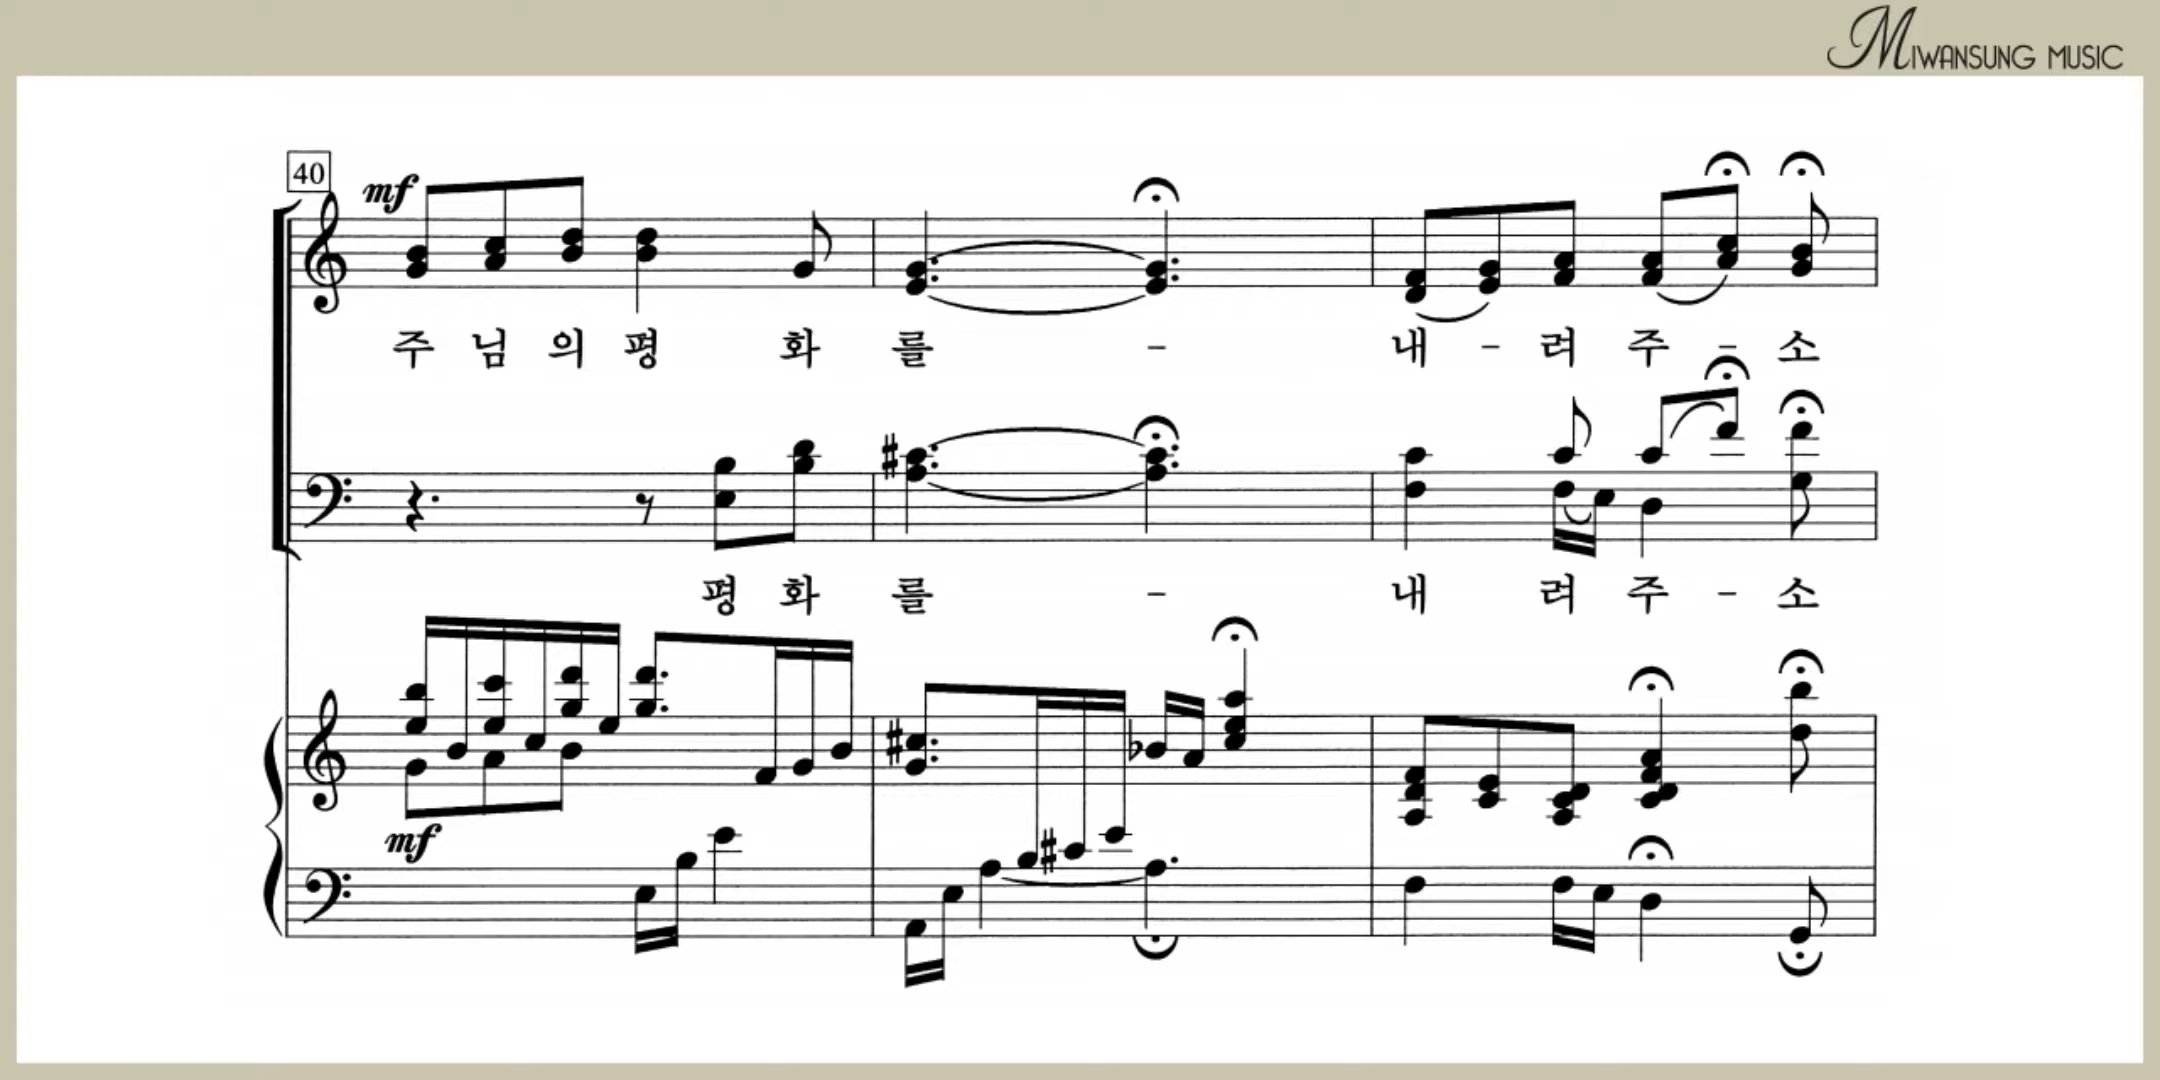 MIWANSUNG MUSIC
40
mf
주 님 의 평 화 를 - 내 - 려 주 - 소
평 화 를 - 내 려 주 - 소
mf